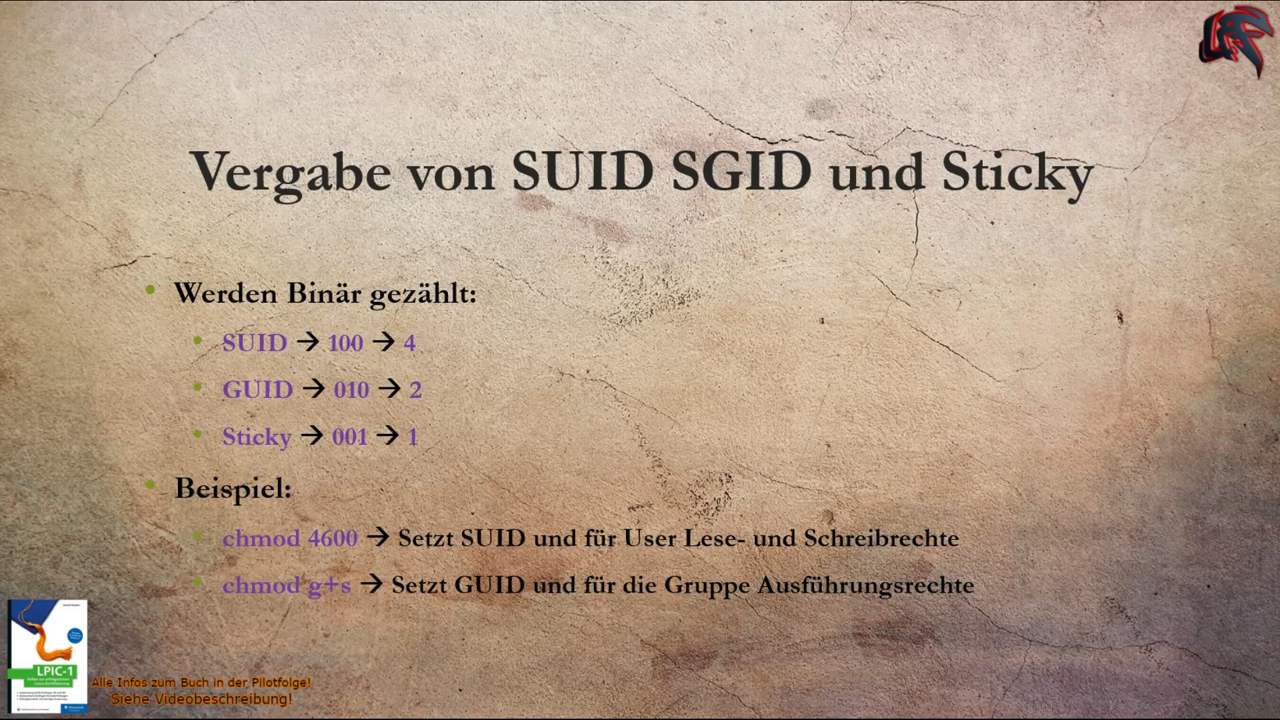 Vergabe von SUID SGID und Sticky
Werden Binär gezählt:
SUID → 100 → 4
GUID → 010 → 2
Sticky → 001 → 1
Beispiel:
chmod 4600 → Setzt SUID und für User Lese- und Schreibrechte
chmod g+s → Setzt GUID und für die Gruppe Ausführungsrechte
LPIC-1
Alle Infos zum Buch in der Pilotfolge!
Siehe Videobeschreibung!